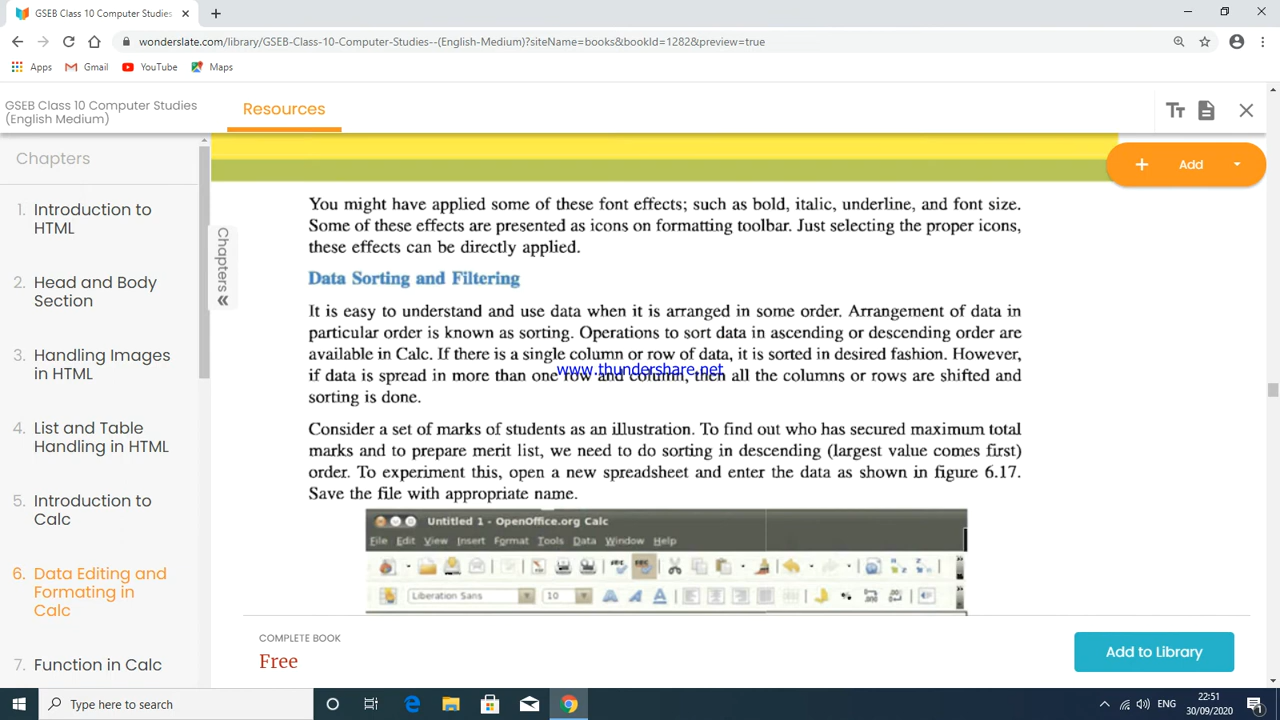 GSEB Class 10 Computer Studies
wonderslate.com/library/GSEB-Class-10-Computer-Studies--(English-Medium)?siteName=books&bookId=1282&preview=true
Apps Gmail YouTube Maps
GSEB Class 10 Computer Studies
(English Medium)
Resources
Chapters
Add
1. Introduction to
HTML
2. Head and Body
Section
3. Handling Images
in HTML
4. List and Table
Handling in HTML
5. Introduction to
Calc
6. Data Editing and
Formating in
Calc
7. Function in Calc
Chapters
You might have applied some of these font effects; such as bold, italic, underline, and font size.
Some of these effects are presented as icons on formatting toolbar. Just selecting the proper icons,
these effects can be directly applied.
Data Sorting and Filtering
It is easy to understand and use data when it is arranged in some order. Arrangement of data in
particular order is known as sorting. Operations to sort data in ascending or descending order are
available in Calc. If there is a single column or row of data, it is sorted in desired fashion. However,
www.thundershare.net
if data is spread in more than one row and column, then all the columns or rows are shifted and
sorting is done.
Consider a set of marks of students as an illustration. To find out who has secured maximum total
marks and to prepare merit list, we need to do sorting in descending (largest value comes first)
order. To experiment this, open a new spreadsheet and enter the data as shown in figure 6.17.
Save the file with appropriate name.
Untitled 1 - OpenOffice.org Calc
File Edit View Insert Format Tools Data Window Help
Liberation Sans 10
COMPLETE BOOK
Free
Add to Library
Type here to search
ENG
22:51
30/09/2020